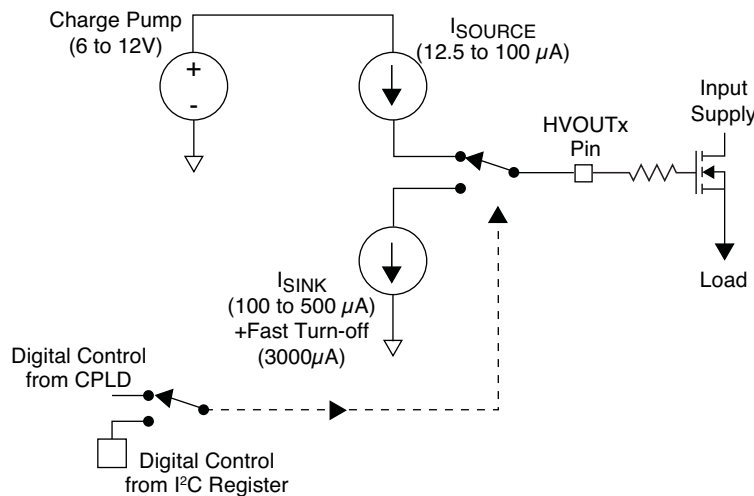 Charge Pump
(6 to 12V)
+
-
ISOURCE
(12.5 to 100 µA)
Input
Supply
HVOUTx
Pin
Load
ISINK
(100 to 500 µA)
+Fast Turn-off
(3000µA)
Digital Control
from CPLD
Digital Control
from I²C Register